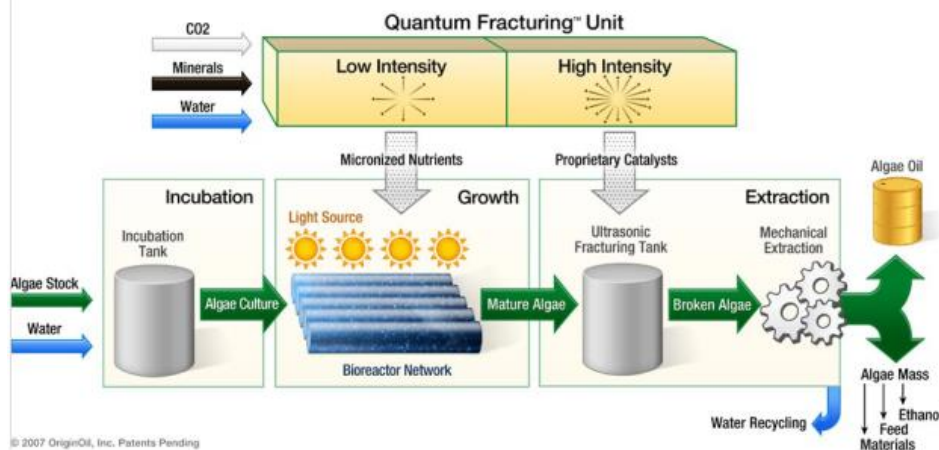 Quantum Fracturing™ Unit
CO2
Minerals
Water
Low Intensity
High Intensity
Micronized Nutrients
Proprietary Catalysts
Incubation
Growth
Extraction
Algae Oil
Incubation
Tank
Light Source
Ultrasonic
Fracturing Tank
Mechanical
Extraction
Algae Stock
Algae Culture
Mature Algae
Broken Algae
Water
Bioreactor Network
Algae Mass
Water Recycling
Ethano
Feed
Materials
© 2007 OriginOil, Inc. Patents Pending